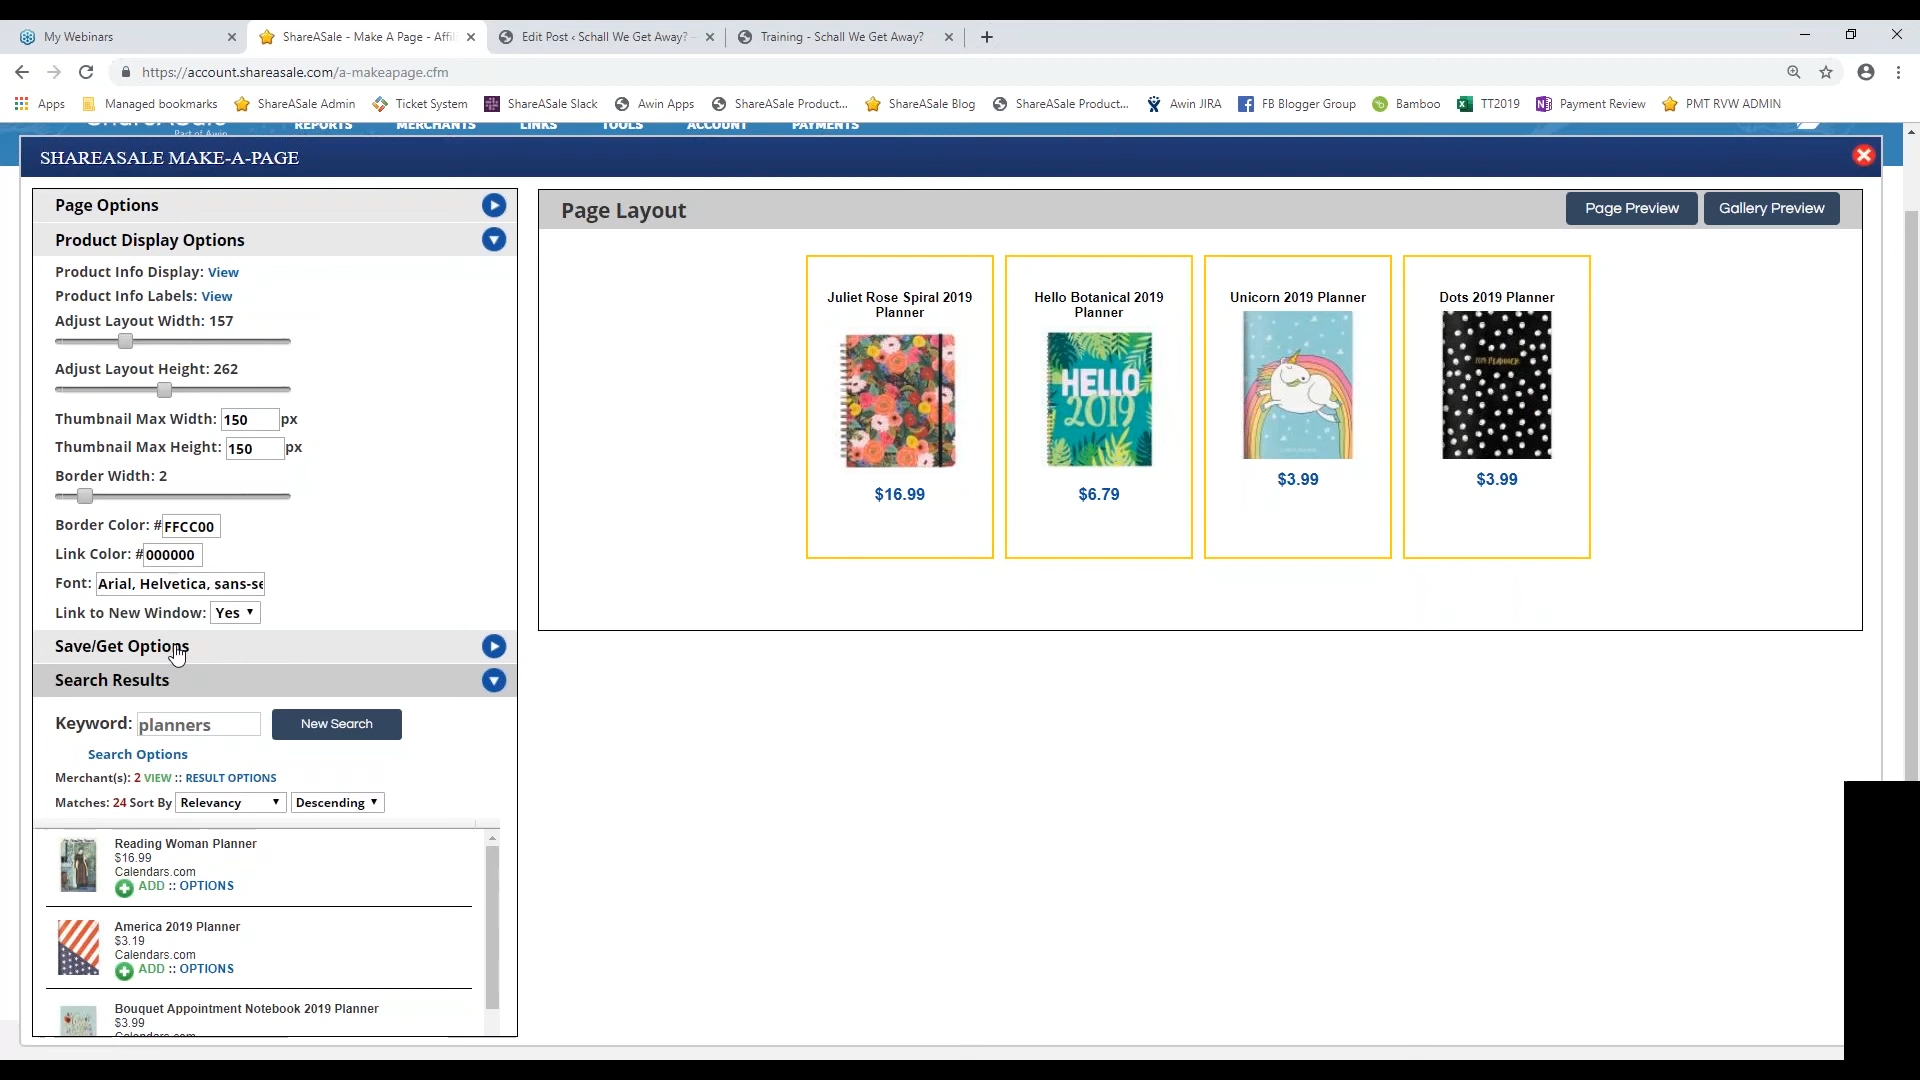 My Webinars
ShareASale - Make A Page - Affil
Edit Post ‹ Schall We Get Away? -
Training - Schall We Get Away?
https://account.shareasale.com/a-makeapage.cfm
Apps
Managed bookmarks
ShareASale Admin
Ticket System
ShareASale Slack
Awin Apps
ShareASale Product...
ShareASale Blog
ShareASale Product...
Awin JIRA
FB Blogger Group
Bamboo
TT2019
Payment Review
PMT RVW ADMIN
ShareASale
Part of Awin
REPORTS
MERCHANTS
LINKS
TOOLS
ACCOUNT
PAYMENTS
SHAREASALE MAKE-A-PAGE
Page Options
Product Display Options
Product Info Display: View
Product Info Labels: View
Adjust Layout Width: 157
Adjust Layout Height: 262
Thumbnail Max Width: 150 px
Thumbnail Max Height: 150 px
Border Width: 2
Border Color: # FFCC00
Link Color: # 000000
Font: Arial, Helvetica, sans-se
Link to New Window: Yes
Save/Get Options
Search Results
Keyword: planners New Search
Search Options
Merchant(s): 2 VIEW :: RESULT OPTIONS
Matches: 24 Sort By Relevancy Descending
Reading Woman Planner
$16.99
Calendars.com
ADD :: OPTIONS
America 2019 Planner
$3.19
Calendars.com
ADD :: OPTIONS
Bouquet Appointment Notebook 2019 Planner
$3.99
Calendars.com
Page Layout
Page Preview
Gallery Preview
Juliet Rose Spiral 2019
Planner
$16.99
Hello Botanical 2019
Planner
HELLO
2019
$6.79
Unicorn 2019 Planner
$3.99
Dots 2019 Planner
2019 PLANNER
$3.99